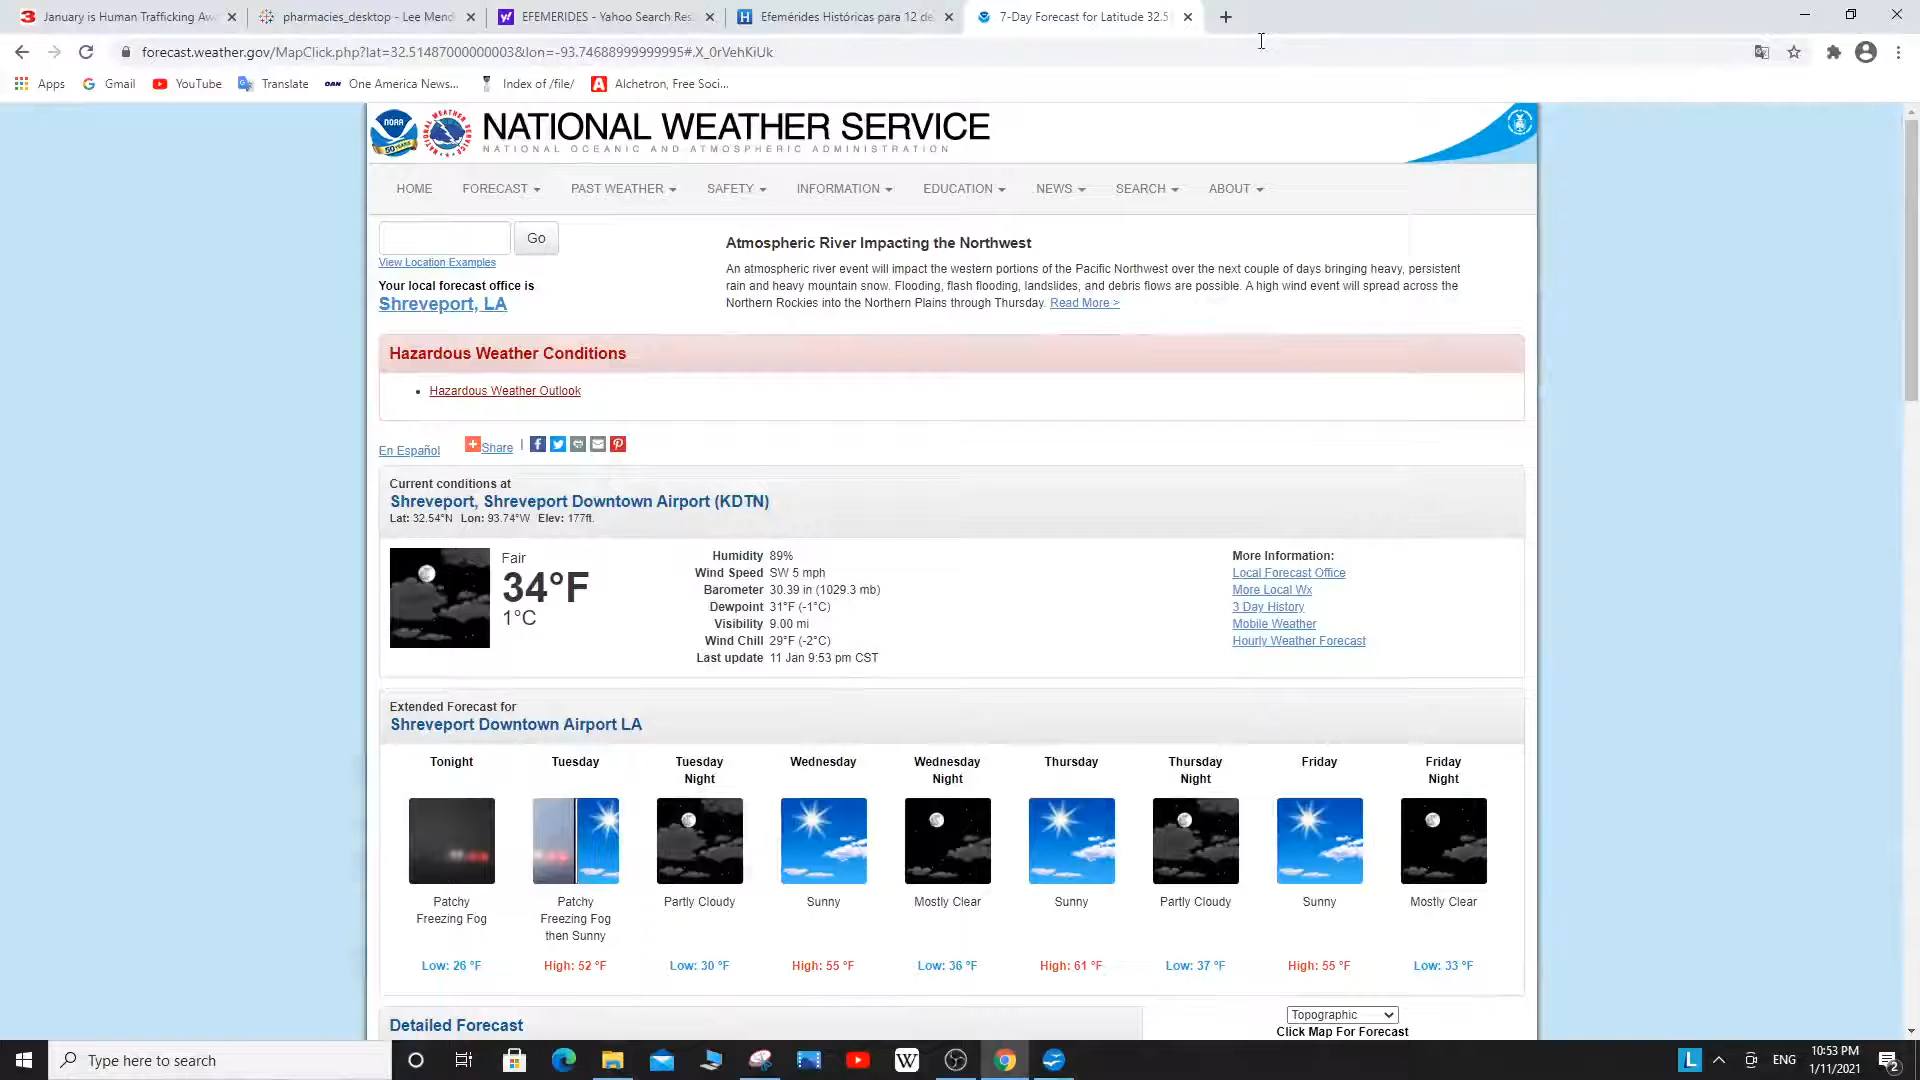 January is Human Trafficking Aw
pharmacies_desktop - Lee Mend
EFEMERIDES - Yahoo Search Res
Efemérides Históricas para 12 de
7-Day Forecast for Latitude 32.5
forecast.weather.gov/MapClick.php?lat=32.51487000000003&lon=-93.74688999999995#.X_0rVehKiUk
Apps
Gmail
YouTube
Translate
One America News...
Index of /file/
Alchetron, Free Soci...
NOAA
50 YEARS
NATIONAL WEATHER SERVICE
NATIONAL OCEANIC AND ATMOSPHERIC ADMINISTRATION
HOME FORECAST PAST WEATHER SAFETY INFORMATION EDUCATION NEWS SEARCH ABOUT
Go
View Location Examples
Your local forecast office is
Shreveport, LA
Atmospheric River Impacting the Northwest
An atmospheric river event will impact the western portions of the Pacific Northwest over the next couple of days bringing heavy, persistent
rain and heavy mountain snow. Flooding, flash flooding, landslides, and debris flows are possible. A high wind event will spread across the
Northern Rockies into the Northern Plains through Thursday. Read More >
Hazardous Weather Conditions
Hazardous Weather Outlook
En Español
Share
Current conditions at
Shreveport, Shreveport Downtown Airport (KDTN)
Lat: 32.54°N Lon: 93.74°W Elev: 177ft.
Fair
34°F
1°C
Humidity 89%
Wind Speed SW 5 mph
Barometer 30.39 in (1029.3 mb)
Dewpoint 31°F (-1°C)
Visibility 9.00 mi
Wind Chill 29°F (-2°C)
Last update 11 Jan 9:53 pm CST
More Information:
Local Forecast Office
More Local Wx
3 Day History
Mobile Weather
Hourly Weather Forecast
Extended Forecast for
Shreveport Downtown Airport LA
Tonight
Patchy
Freezing Fog
Low: 26 °F
Tuesday
Patchy
Freezing Fog
then Sunny
High: 52 °F
Tuesday
Night
Partly Cloudy
Low: 30 °F
Wednesday
Sunny
High: 55 °F
Wednesday
Night
Mostly Clear
Low: 36 °F
Thursday
Sunny
High: 61 °F
Thursday
Night
Partly Cloudy
Low: 37 °F
Friday
Sunny
High: 55 °F
Friday
Night
Mostly Clear
Low: 33 °F
Detailed Forecast
Topographic
Click Map For Forecast
Type here to search
W
L
ENG
10:53 PM
1/11/2021
2